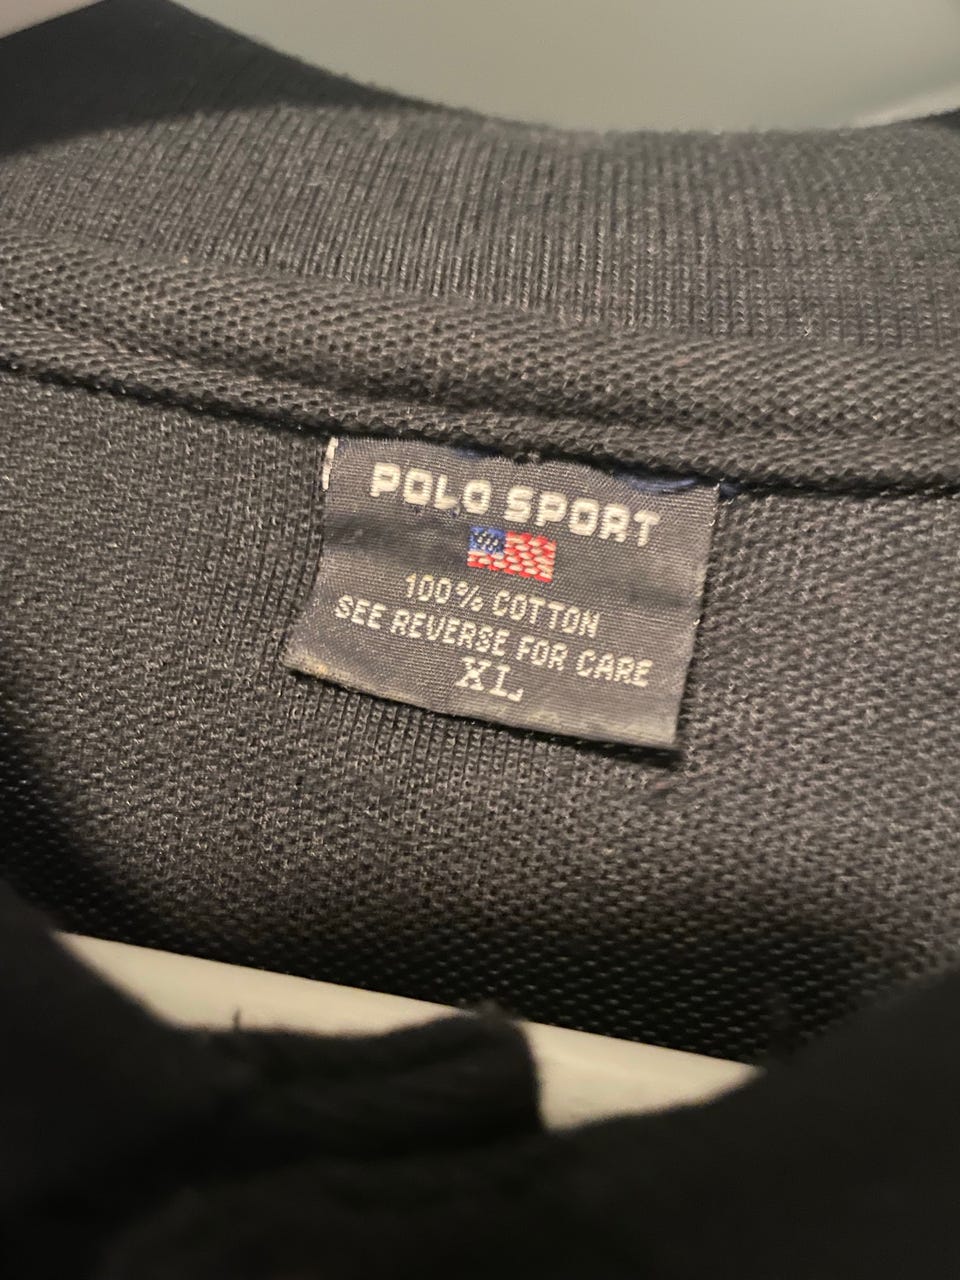 POLO SPORT
100% COTTON
SEE REVERSE FOR CARE
XL